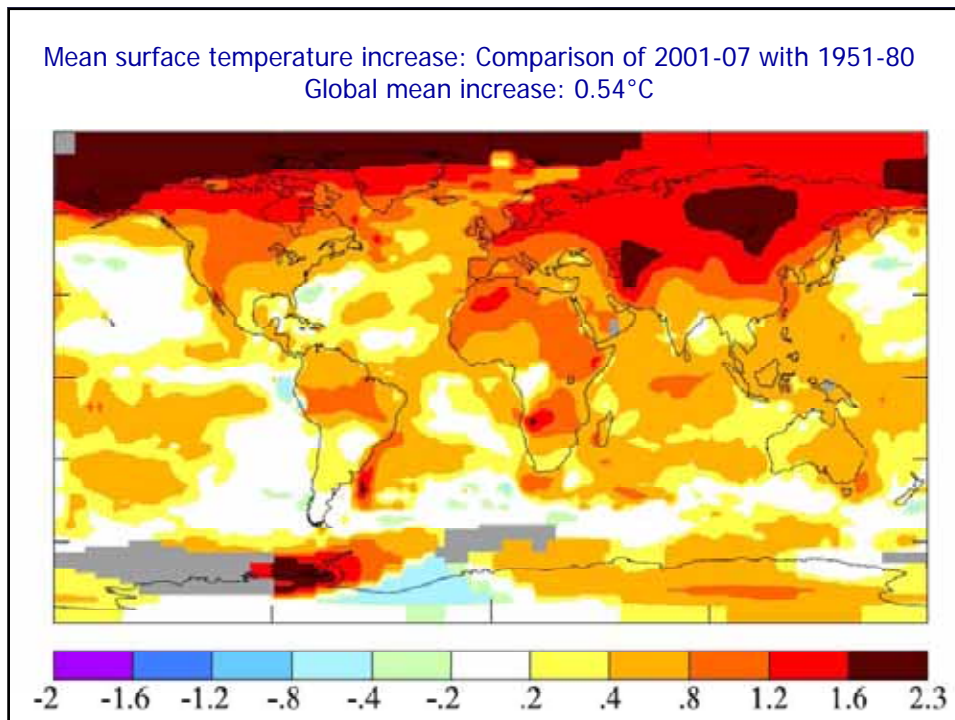 Mean surface temperature increase: Comparison of 2001-07 with 1951-80
Global mean increase: 0.54°C
-2 -1.6 -1.2 -.8 -.4 -.2 .2 .4 .8 1.2 1.6 2.3